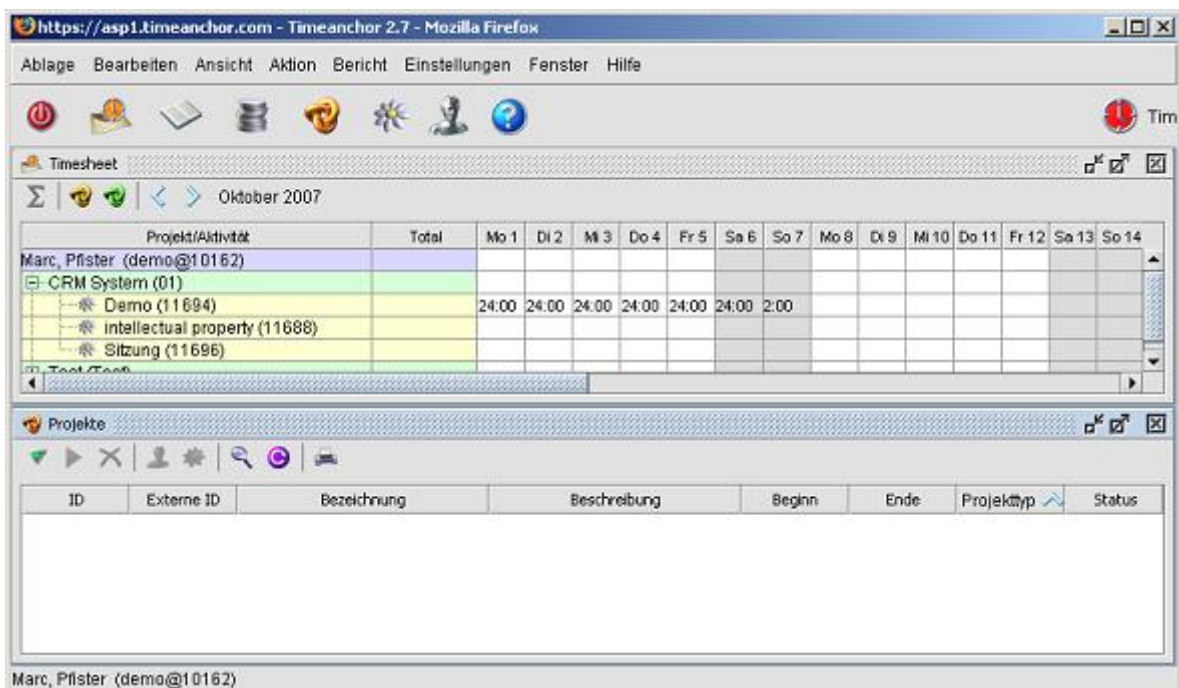 https://asp1.timeanchor.com - Timeanchor 2.7 - Mozilla Firefox
Ablage Bearbeiten Ansicht Aktion Bericht Einstellungen Fenster Hilfe
Tim
Timesheet
Oktober 2007
Projekt/Aktivität Total Mo 1 Di 2 Mi 3 Do 4 Fr 5 Sa 6 So 7 Mo 8 Di 9 Mi 10 Do 11 Fr 12 Sa 13 So 14
Marc, Pfister (demo@10162)
CRM System (01)
Demo (11694) 24:00 24:00 24:00 24:00 24:00 24:00 2:00
intellectual property (11688)
Sitzung (11696)
Test (Test)
Projekte
ID Externe ID Bezeichnung Beschreibung Beginn Ende Projekttyp Status
Marc, Pfister (demo@10162)